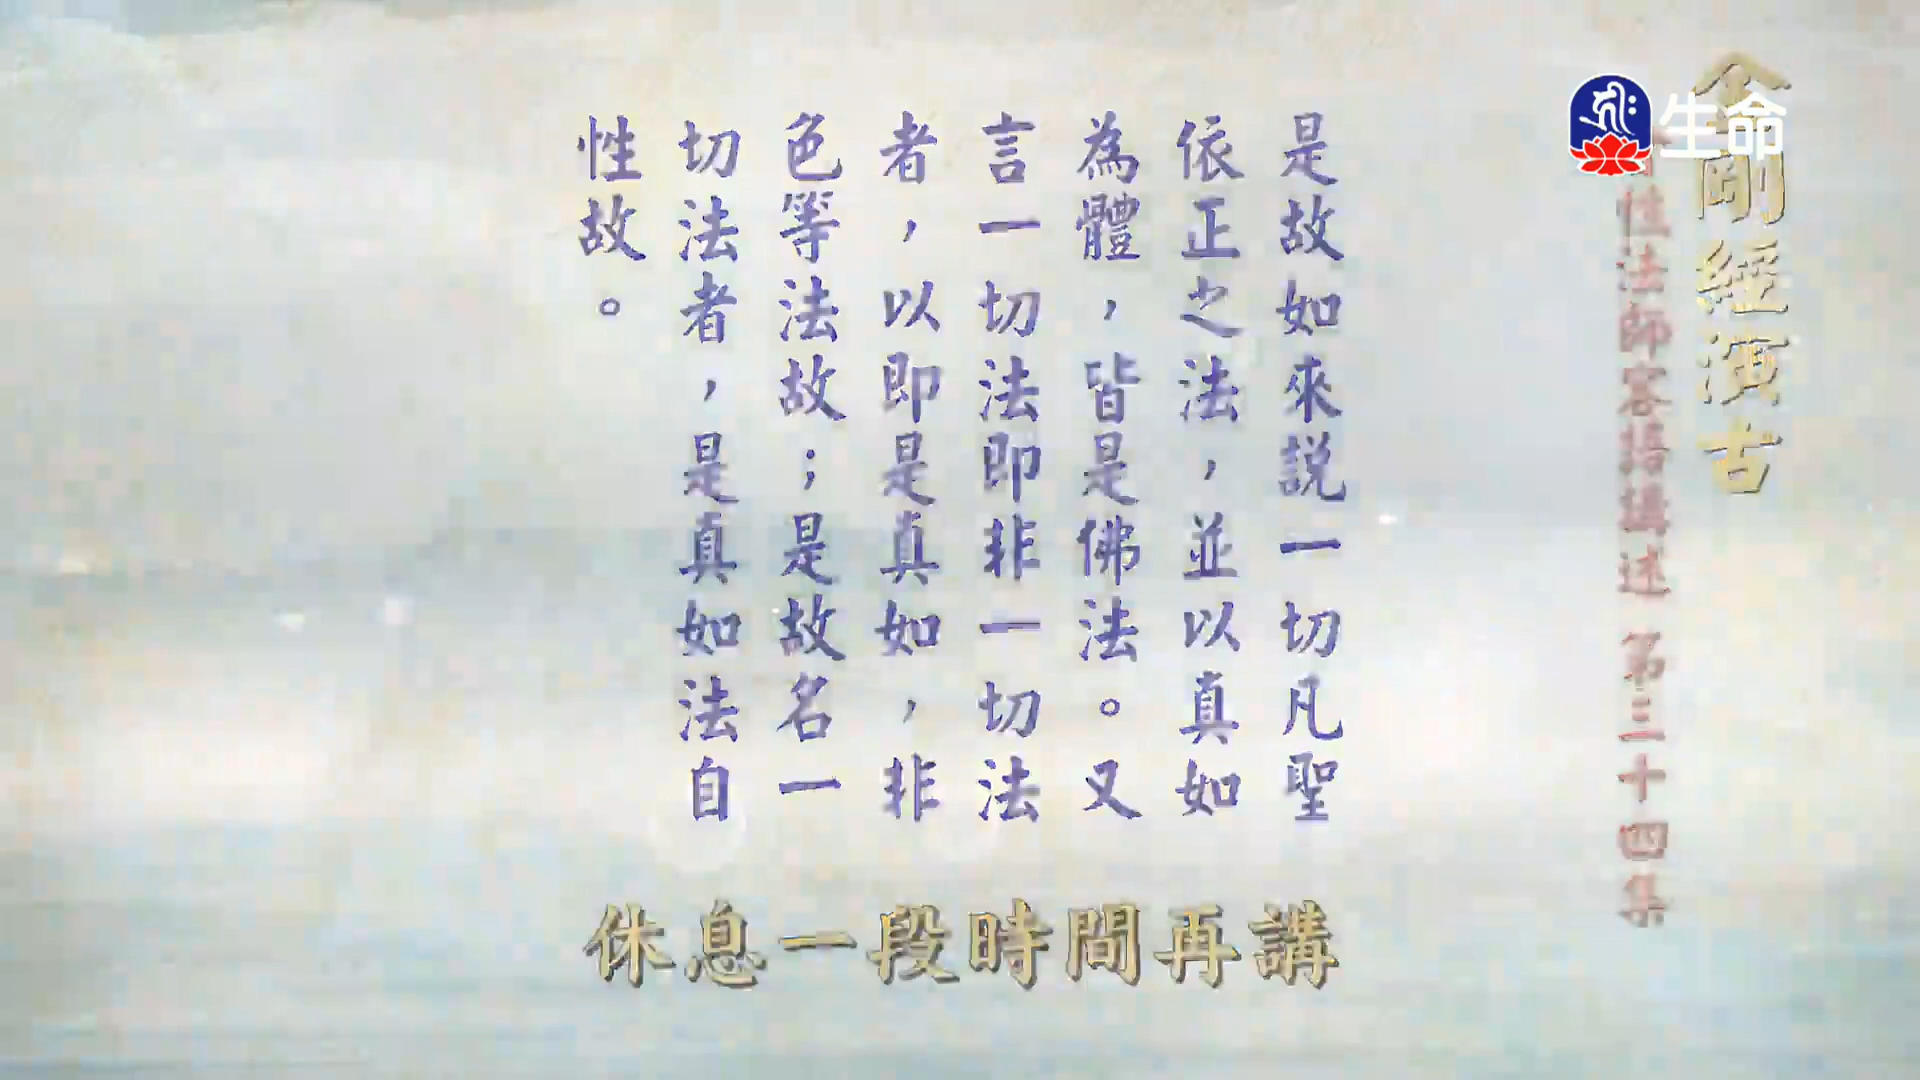 生命
金剛經演古
性法師客語講述 第三十四集
是故如來説一切凡聖
依正之法，並以真如
為體，皆是佛法。又
言一切法即非一切法
者，以即是真如，非
色等法故；是故名一
切法者，是真如法自
性故。
休息一段時間再講